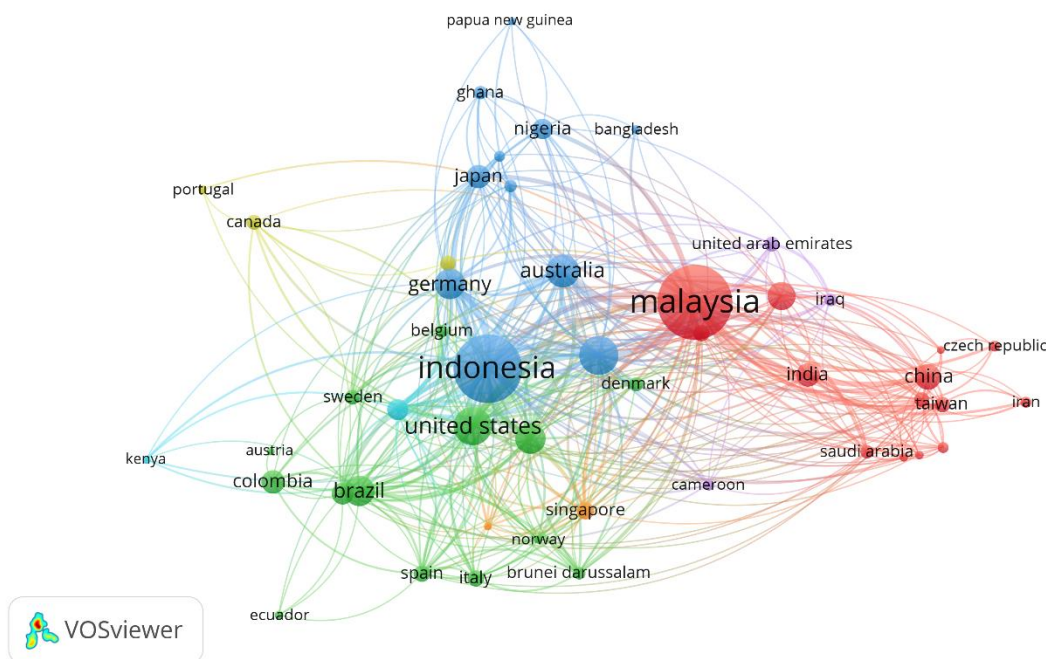 papua new guinea
ghana
nigeria
bangladesh
japan
portugal
canada
united arab emirates
australia
germany
malaysia
iraq
belgium
czech republic
indonesia
india
china
denmark
sweden
iran
taiwan
united states
austria
saudi arabia
kenya
colombia
brazil
cameroon
singapore
norway
spain
italy
brunei darussalam
ecuador
VOSviewer